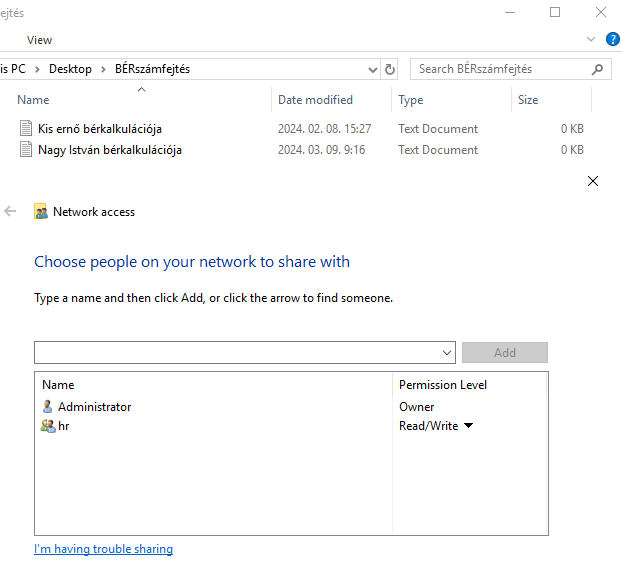 ejtés
View
is PC > Desktop > BÉRszámfejtés
Search BÉRszámfejtés
Name Date modified Type Size
Kis ernő bérkalkulációja 2024. 02. 08. 15:27 Text Document 0 KB
Nagy István bérkalkulációja 2024. 03. 09. 9:16 Text Document 0 KB
Network access
Choose people on your network to share with
Type a name and then click Add, or click the arrow to find someone.
Add
Name Permission Level
Administrator Owner
hr Read/Write
I'm having trouble sharing